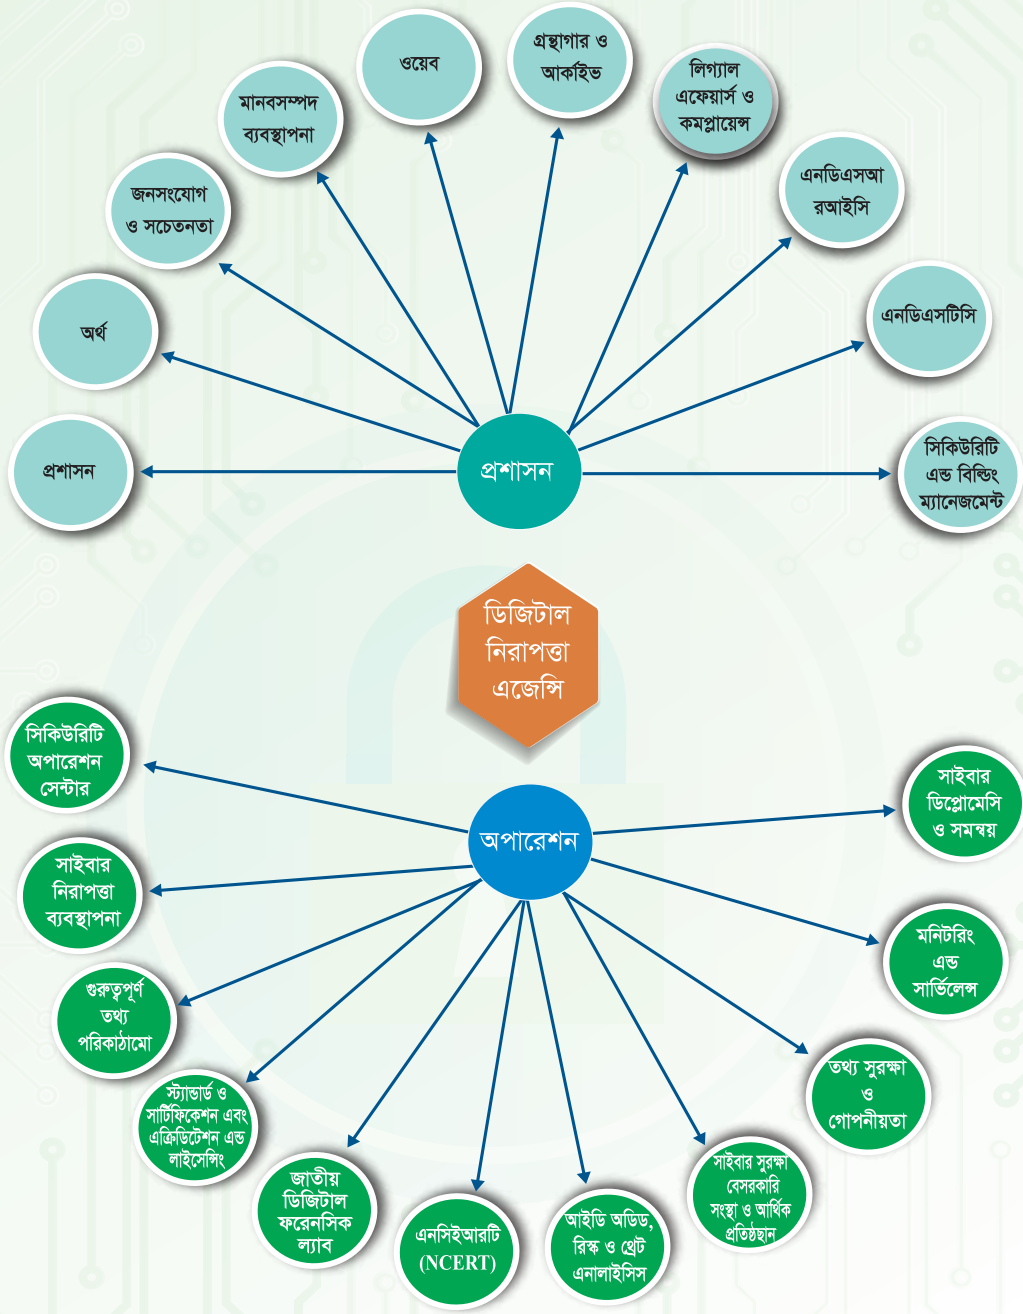 ওয়েব
গ্রন্থাগার ও
আর্কাইভ
লিগ্যাল
এফেয়ার্স ও
কমপ্লায়েন্স
মানবসম্পদ
ব্যবস্থাপনা
এনডিএসআ
রআইসি
জনসংযোগ
ও সচেতনতা
এনডিএসটিসি
অর্থ
প্রশাসন
প্রশাসন
সিকিউরিটি
এন্ড বিল্ডিং
ম্যানেজমেন্ট
ডিজিটাল
নিরাপত্তা
এজেন্সি
সিকিউরিটি
অপারেশন
সেন্টার
সাইবার
ডিপ্লোমেসি
ও সমন্বয়
অপারেশন
সাইবার
নিরাপত্তা
ব্যবস্থাপনা
মনিটরিং
এন্ড
সার্ভিলেন্স
গুরুত্বপূর্ণ
তথ্য
পরিকাঠামো
তথ্য সুরক্ষা
ও
গোপনীয়তা
স্ট্যান্ডার্ড ও
সার্টিফিকেশন এবং
এক্রিডিটেশন এন্ড
লাইসেন্সিং
সাইবার সুরক্ষা
বেসরকারি
সংস্থা ও আর্থিক
প্রতিষ্ঠছান
জাতীয়
ডিজিটাল
ফরেনসিক
ল্যাব
এনসিইআরটি
(NCERT)
আইডি অডিড,
রিস্ক ও থ্রেট
এনালাইসিস